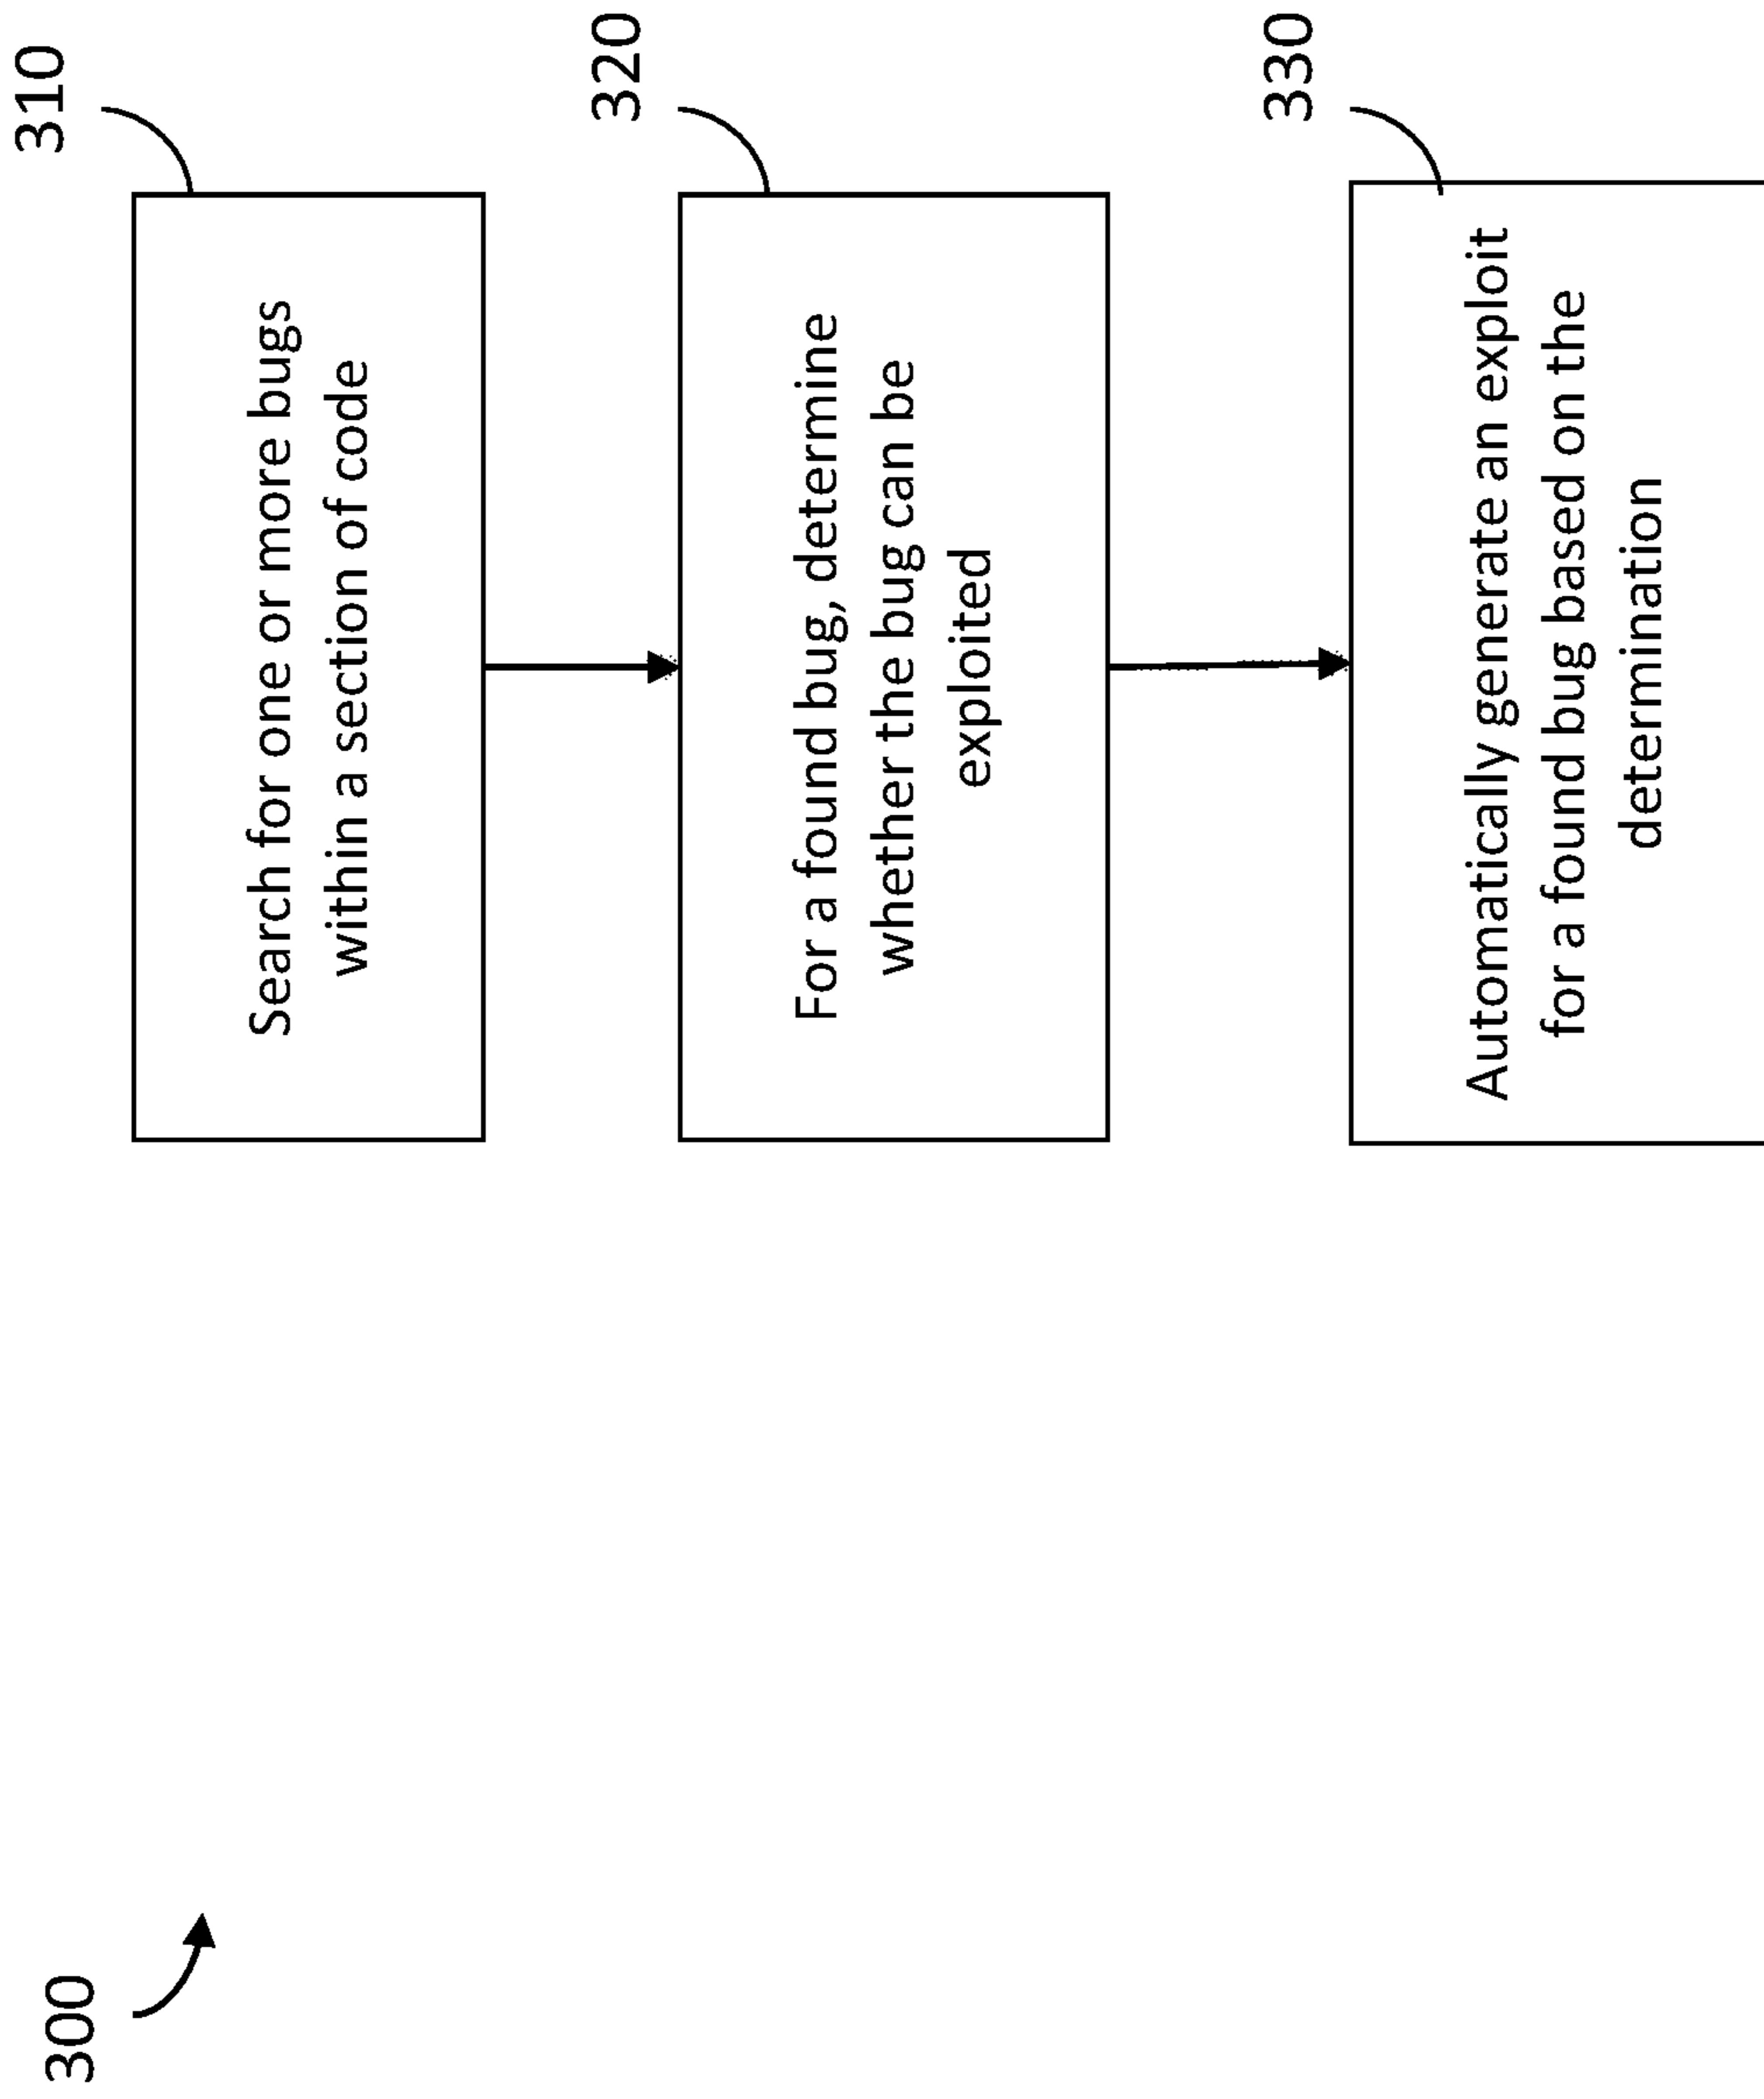 300
310
Search for one or more bugs
within a section of code
320
For a found bug, determine
whether the bug can be
exploited
330
Automatically generate an exploit
for a found bug based on the
determination